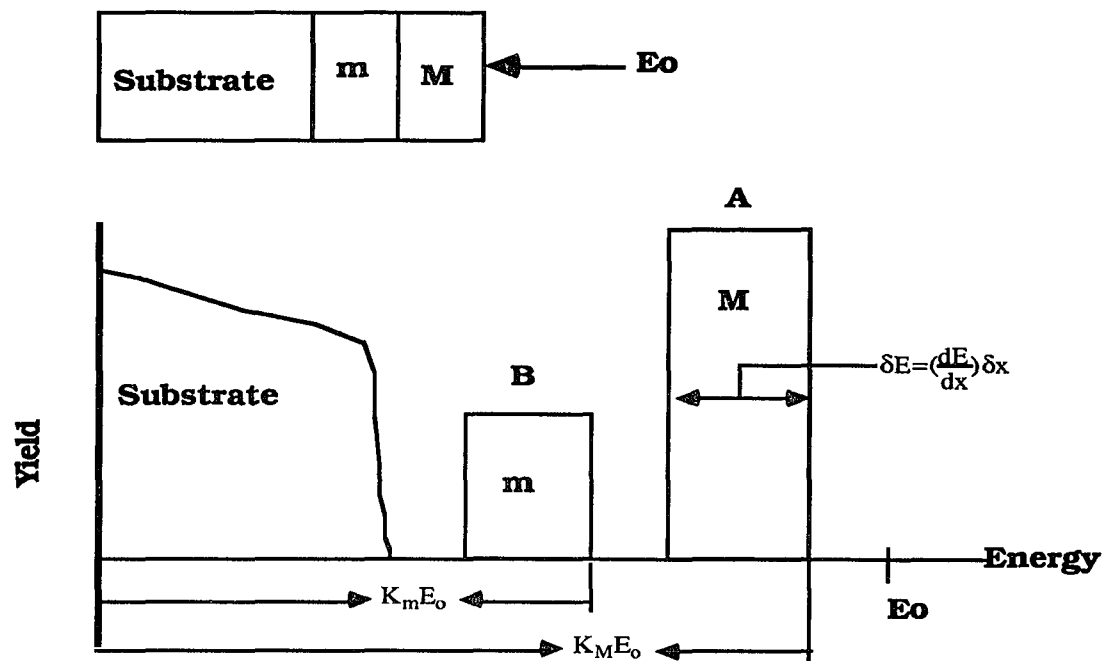 Substrate m M Eo
A
M
δE=(dE/dx)δx
B
Substrate
m
Yield
Energy
KmEo
Eo
KMEo